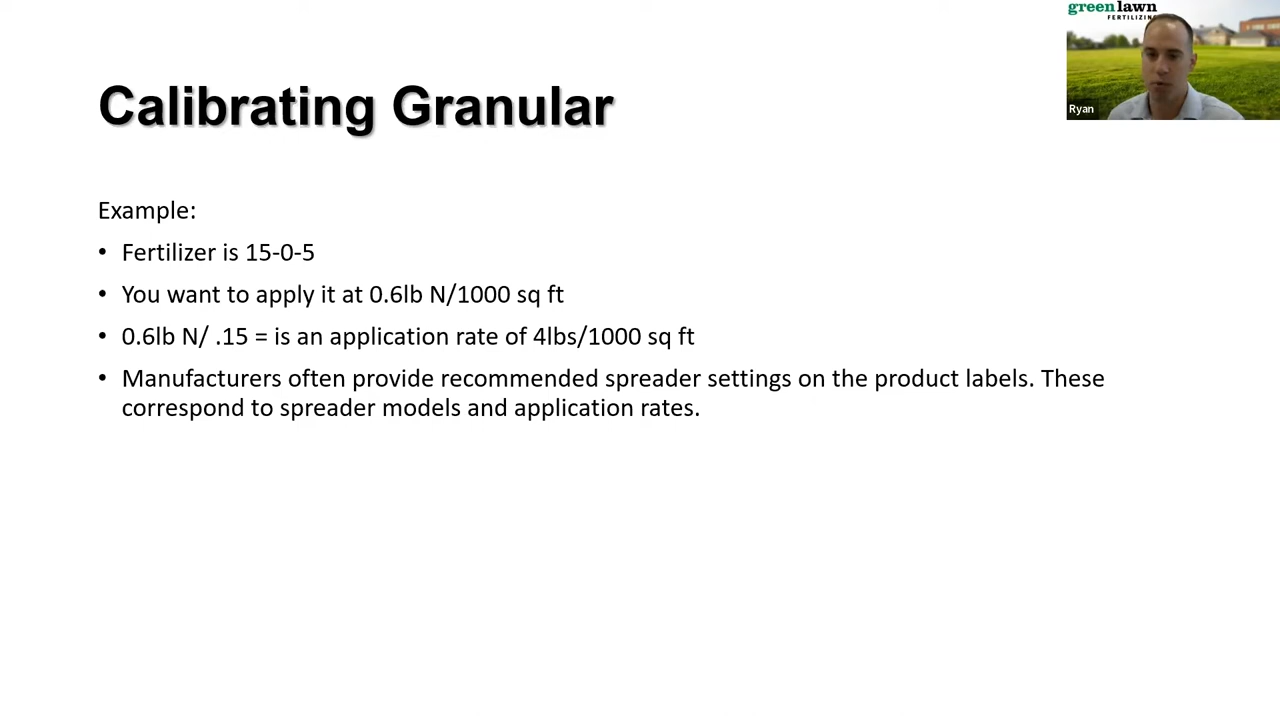 green lawn
FERTILIZIN
Calibrating Granular
Ryan
Example:
• Fertilizer is 15-0-5
• You want to apply it at 0.6lb N/1000 sq ft
• 0.6lb N/ .15 = is an application rate of 4lbs/1000 sq ft
• Manufacturers often provide recommended spreader settings on the product labels. These
correspond to spreader models and application rates.